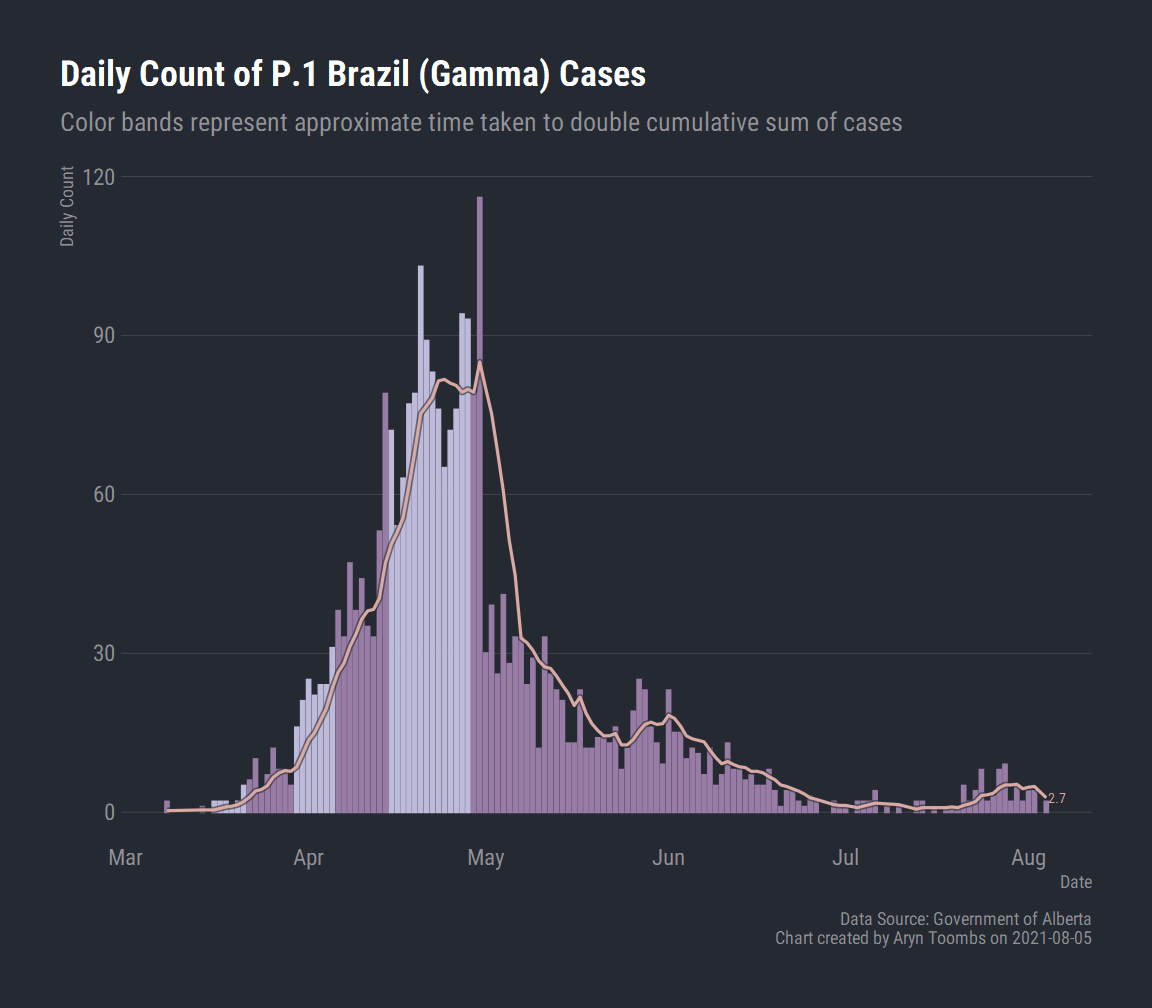 Daily Count of P.1 Brazil (Gamma) Cases
Color bands represent approximate time taken to double cumulative sum of cases
Daily Count
120
90
60
30
0
2.7
Mar Apr May Jun Jul Aug
Date
Data Source: Government of Alberta
Chart created by Aryn Toombs on 2021-08-05